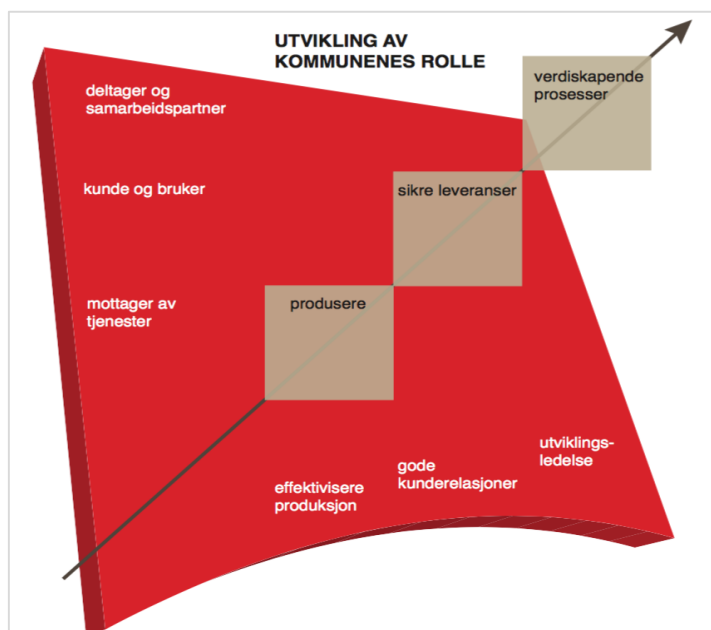 UTVIKLING AV
KOMMUNENES ROLLE
verdiskapende
prosesser
deltager og
samarbeidspartner
kunde og bruker
sikre leveranser
mottager av
tjenester
produsere
effektivisere
produksjon
gode
kunderelasjoner
utviklings-
ledelse